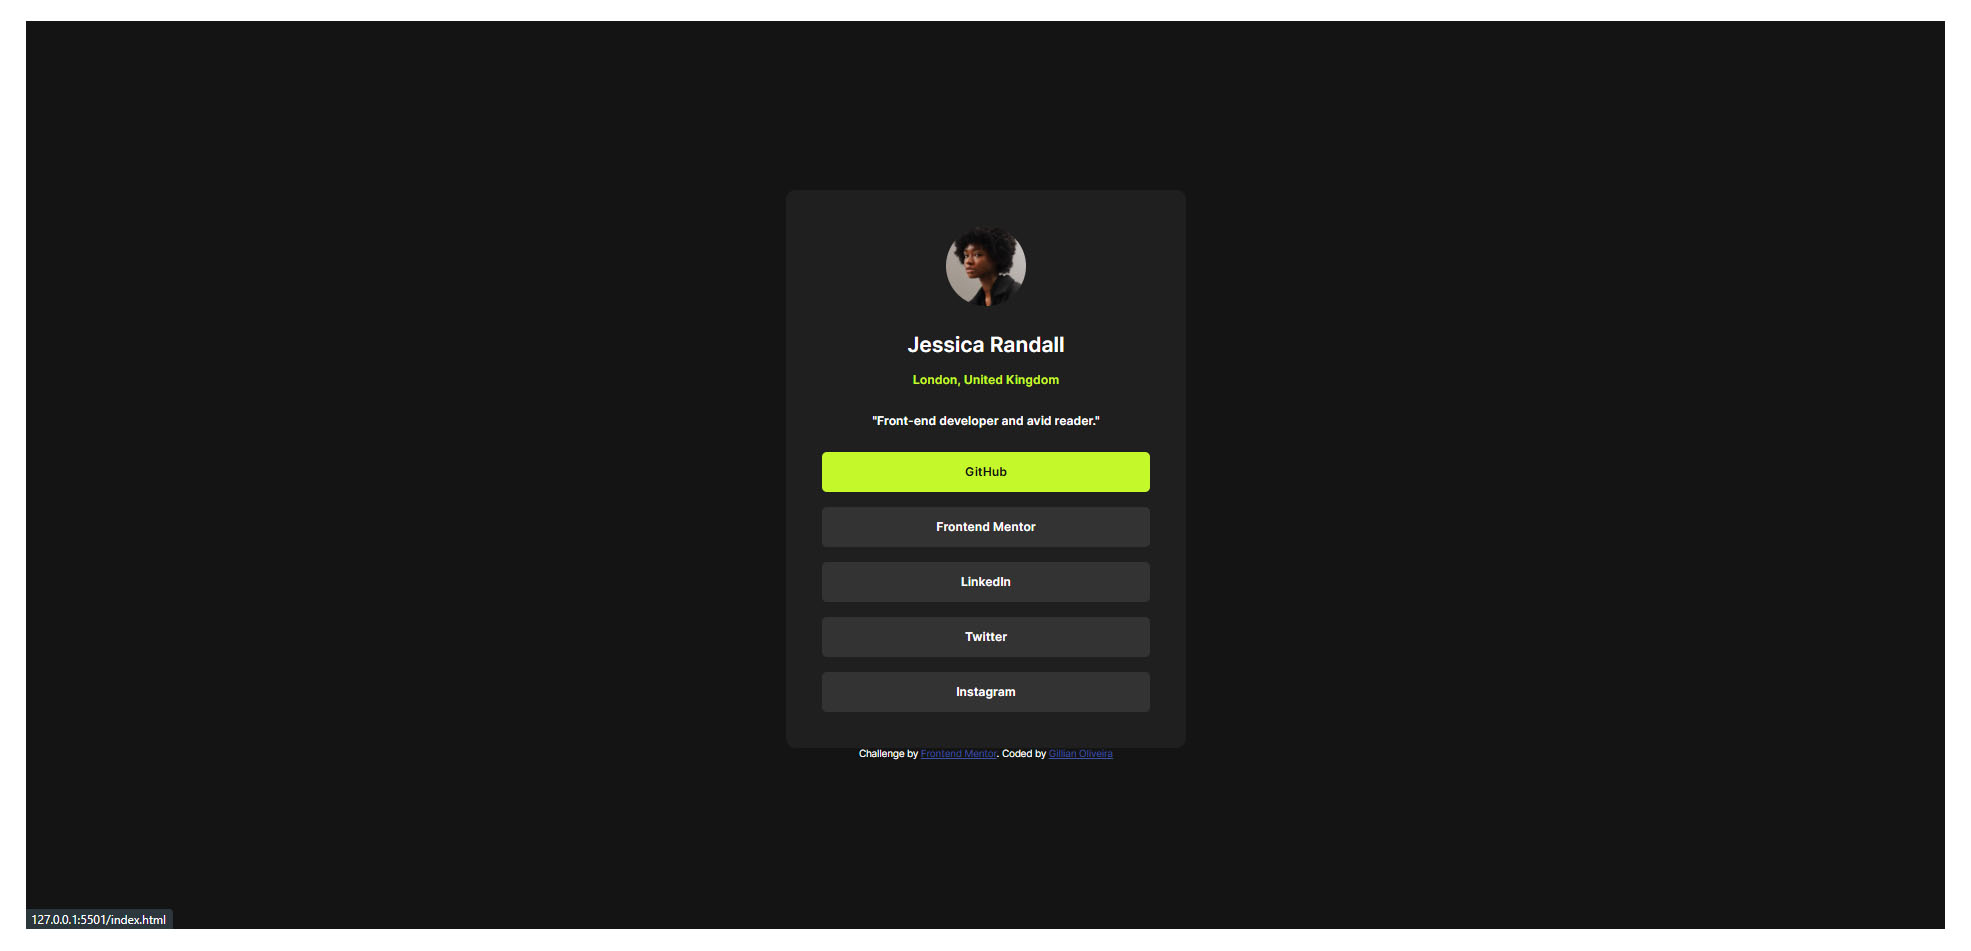 Jessica Randall
London, United Kingdom
"Front-end developer and avid reader."
GitHub
Frontend Mentor
LinkedIn
Twitter
Instagram
Challenge by Frontend Mentor. Coded by Gillian Oliveira
127.0.0.1:5501/index.html